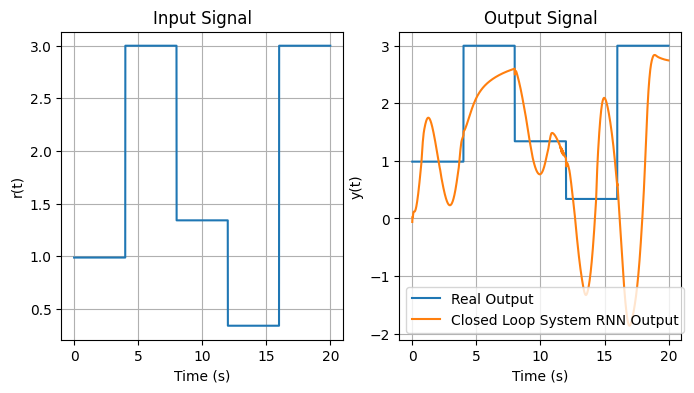 Input Signal
r(t)
3.0
2.5
2.0
1.5
1.0
0.5
0
5
10
15
20
Time (s)
Output Signal
y(t)
3
2
1
0
−1
−2
Real Output
Closed Loop System RNN Output
0
5
10
15
20
Time (s)